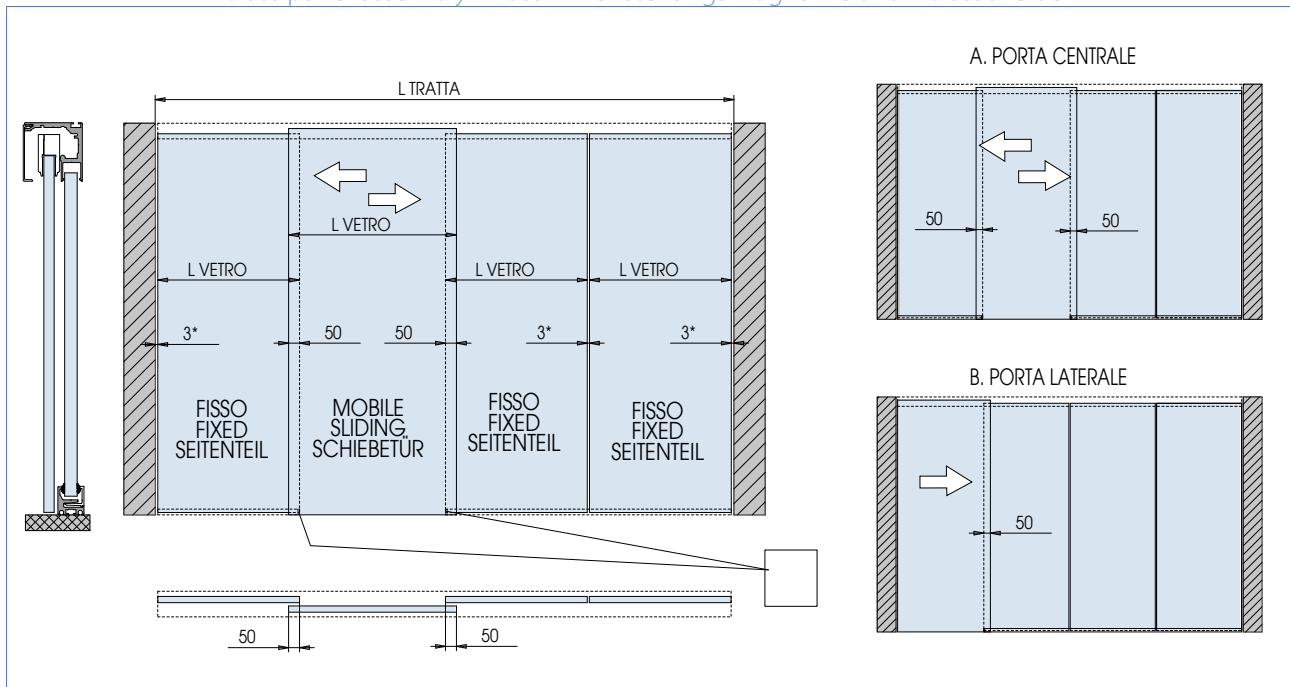 L TRATTA
L VETRO
L VETRO
L VETRO
L VETRO
3*
50
50
3*
3*
FISSO
FIXED
SEITENTEIL
MOBILE
SLIDING
SCHIEBETÜR
FISSO
FIXED
SEITENTEIL
FISSO
FIXED
SEITENTEIL
50
50
A. PORTA CENTRALE
50
50
B. PORTA LATERALE
50